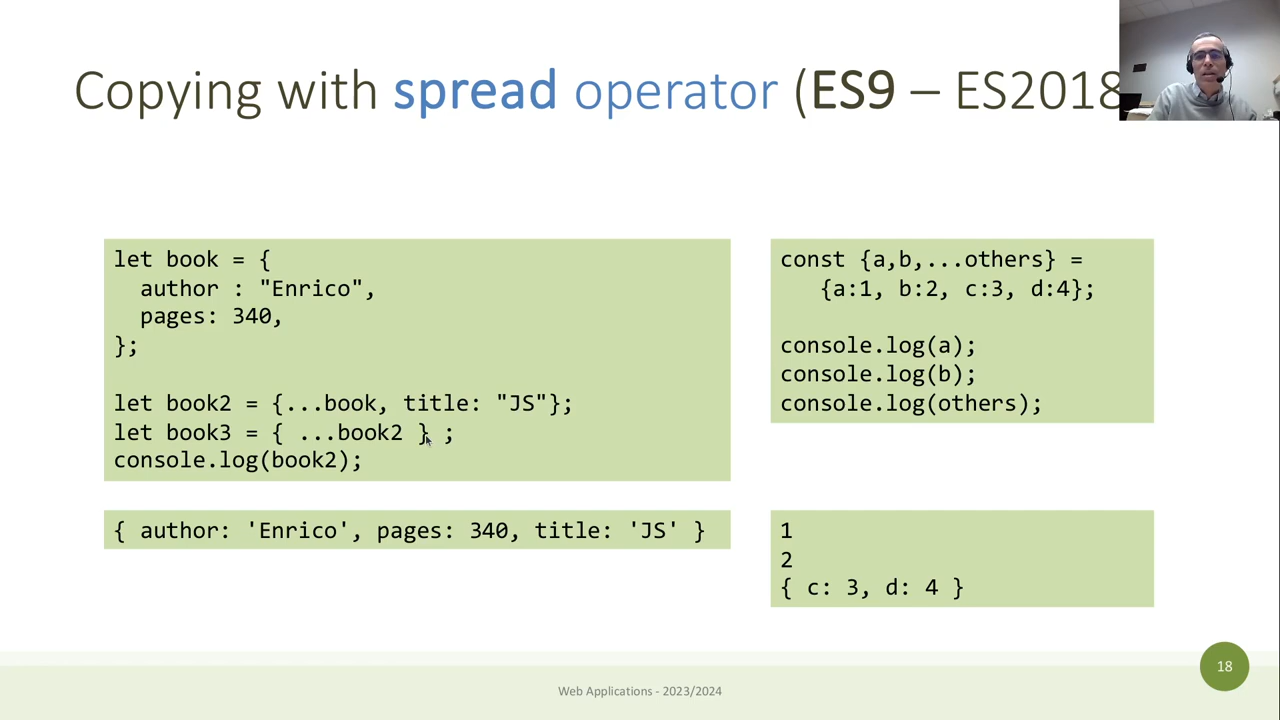 Copying with spread operator (ES9 – ES2018
let book = {
  author : "Enrico",
  pages: 340,
};
let book2 = {...book, title: "JS"};
let book3 = { ...book2 } ;
console.log(book2);
{ author: 'Enrico', pages: 340, title: 'JS' }
const {a,b,...others} =
   {a:1, b:2, c:3, d:4};
console.log(a);
console.log(b);
console.log(others);
1
2
{ c: 3, d: 4 }
18
Web Applications - 2023/2024